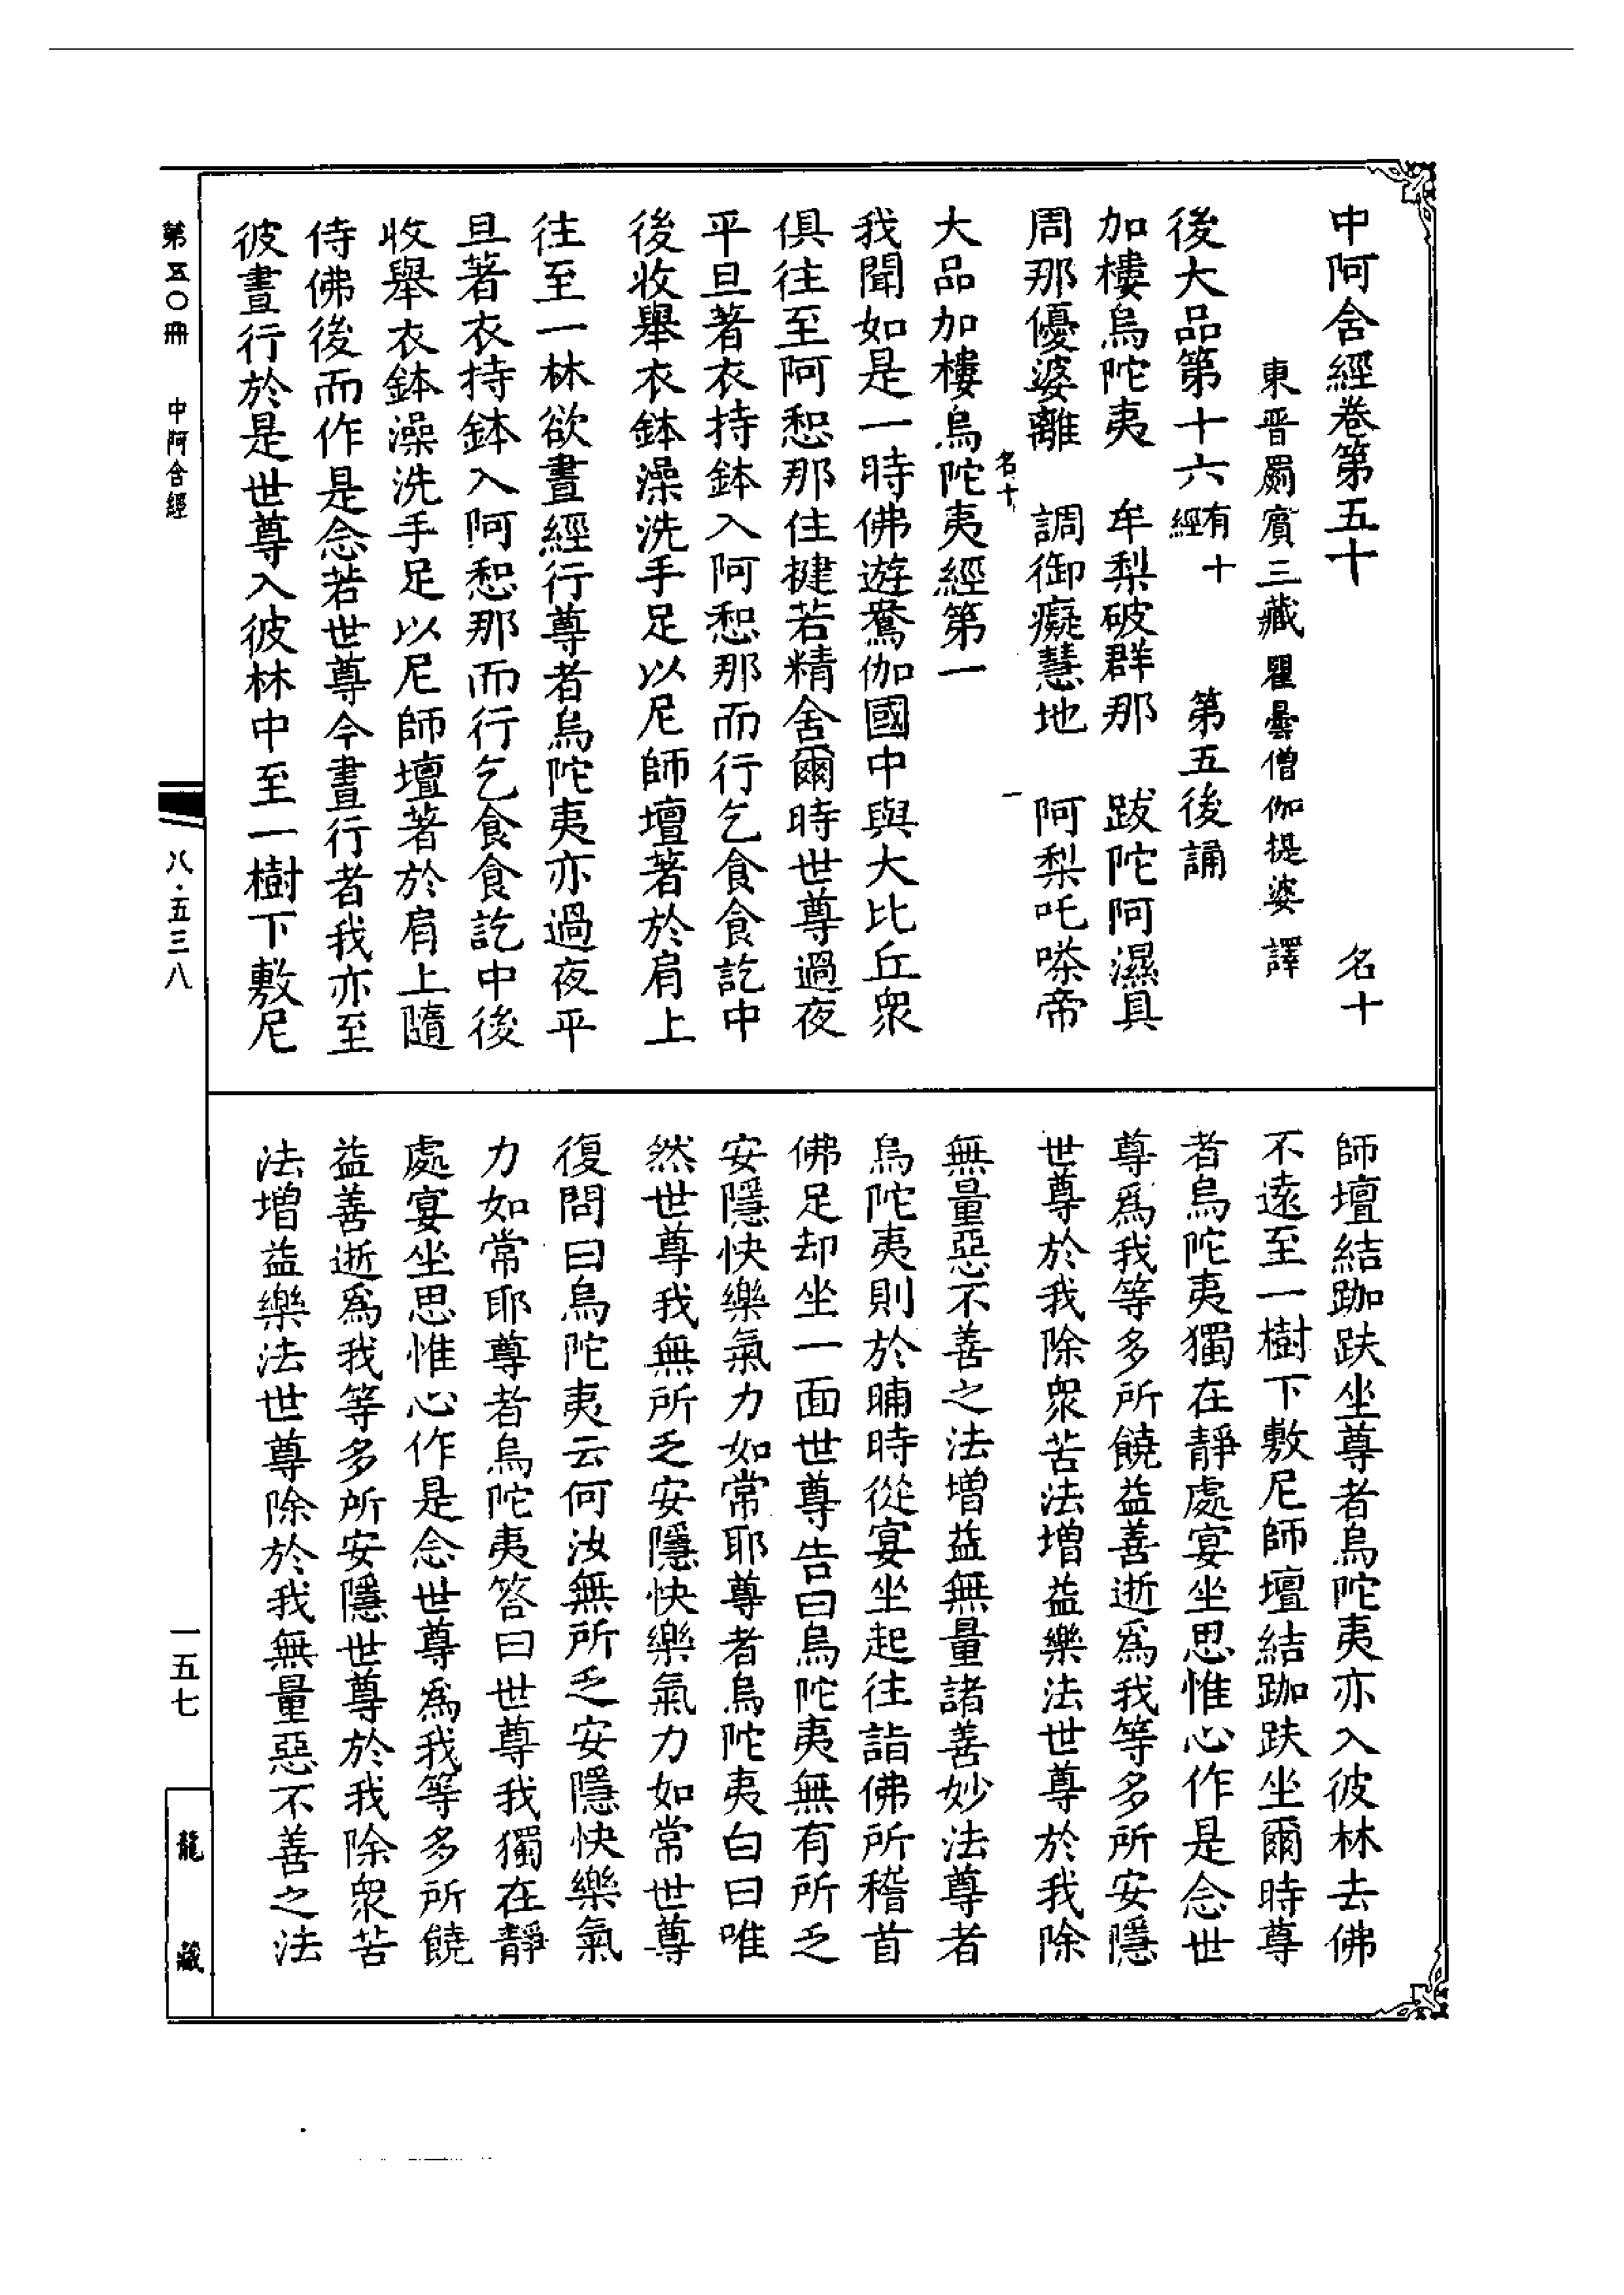 中阿含經卷第五十　名十
東晉罽賓三藏瞿曇僧伽提婆譯
後大品第十六有十經　第五後誦
加樓烏陀夷　牟梨破群那　跋陀阿濕具
周那優婆離　調御癡慧地　阿梨吒嗏帝
名十　一
大品加樓烏陀夷經第一
我聞如是一時佛遊鴦伽國中與大比丘衆
俱往至阿惒那住揵若精舍爾時世尊過夜
平旦著衣持鉢入阿惒那而行乞食食訖中
後收舉衣鉢澡洗手足以尼師壇著於肩上
往至一林欲晝經行尊者烏陀夷亦過夜平
旦著衣持鉢入阿惒那而行乞食食訖中後
收舉衣鉢澡洗手足以尼師壇著於肩上隨
侍佛後而作是念若世尊今晝行者我亦至
彼晝行於是世尊入彼林中至一樹下敷尼
師壇結跏趺坐尊者烏陀夷亦入彼林去佛
不遠至一樹下敷尼師壇結跏趺坐爾時尊
者烏陀夷獨在靜處宴坐思惟心作是念世
尊爲我等多所饒益善逝爲我等多所安隱
世尊於我除衆苦法增益樂法世尊於我除
無量惡不善之法增益無量諸善妙法尊者
烏陀夷則於晡時從宴坐起往詣佛所稽首
佛足却坐一面世尊告曰烏陀夷無有所乏
安隱快樂氣力如常耶尊者烏陀夷白曰唯
然世尊我無所乏安隱快樂氣力如常世尊
復問曰烏陀夷云何汝無所乏安隱快樂氣
力如常耶尊者烏陀夷答曰世尊我獨在靜
處宴坐思惟心作是念世尊爲我等多所饒
益善逝爲我等多所安隱世尊於我除衆苦
法增益樂法世尊除於我無量惡不善之法
第五〇冊　中阿含經
八·五三八
一五七
龍藏